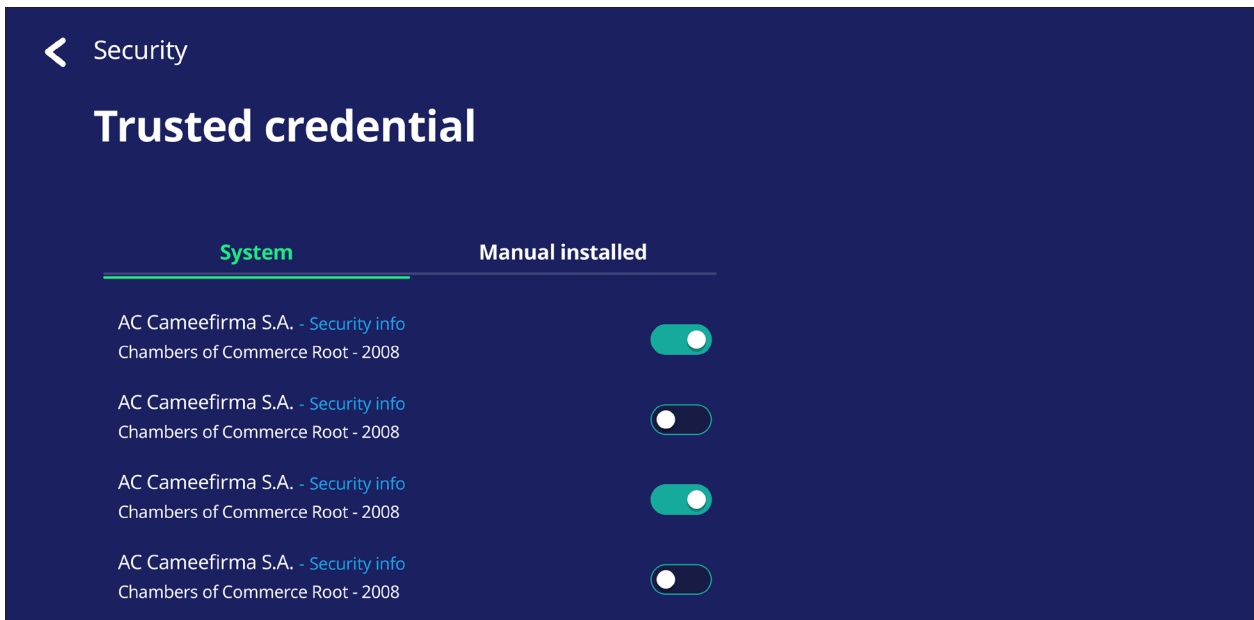 Security
Trusted credential
System Manual installed
AC Cameefirma S.A. - Security info
Chambers of Commerce Root - 2008
AC Cameefirma S.A. - Security info
Chambers of Commerce Root - 2008
AC Cameefirma S.A. - Security info
Chambers of Commerce Root - 2008
AC Cameefirma S.A. - Security info
Chambers of Commerce Root - 2008